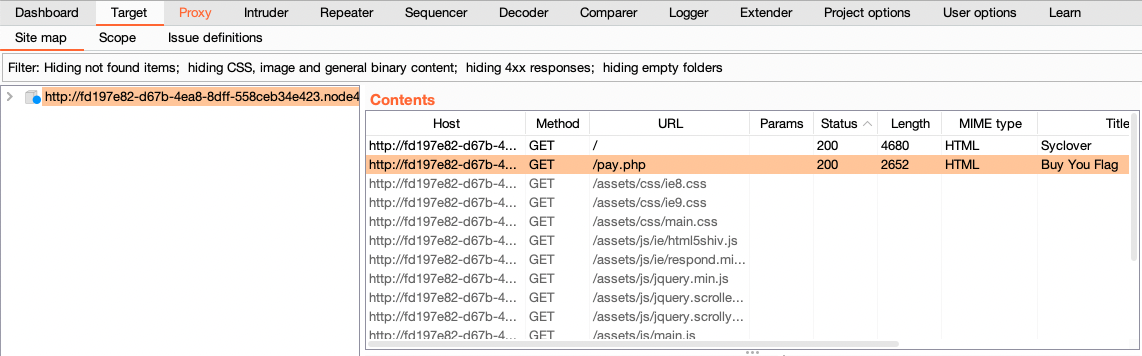 Dashboard Target Proxy Intruder Repeater Sequencer Decoder Comparer Logger Extender Project options User options Learn
Site map Scope Issue definitions
Filter: Hiding not found items; hiding CSS, image and general binary content; hiding 4xx responses; hiding empty folders
http://fd197e82-d67b-4ea8-8dff-558ceb34e423.node4
Contents
Host Method URL Params Status Length MIME type Title
http://fd197e82-d67b-4... GET / 200 4680 HTML Syclover
http://fd197e82-d67b-4... GET /pay.php 200 2652 HTML Buy You Flag
http://fd197e82-d67b-4... GET /assets/css/ie8.css
http://fd197e82-d67b-4... GET /assets/css/ie9.css
http://fd197e82-d67b-4... GET /assets/css/main.css
http://fd197e82-d67b-4... GET /assets/js/ie/html5shiv.js
http://fd197e82-d67b-4... GET /assets/js/ie/respond.mi...
http://fd197e82-d67b-4... GET /assets/js/jquery.min.js
http://fd197e82-d67b-4... GET /assets/js/jquery.scrolle...
http://fd197e82-d67b-4... GET /assets/js/jquery.scrolly...
http://fd197e82-d67b-4... GET /assets/js/main.js